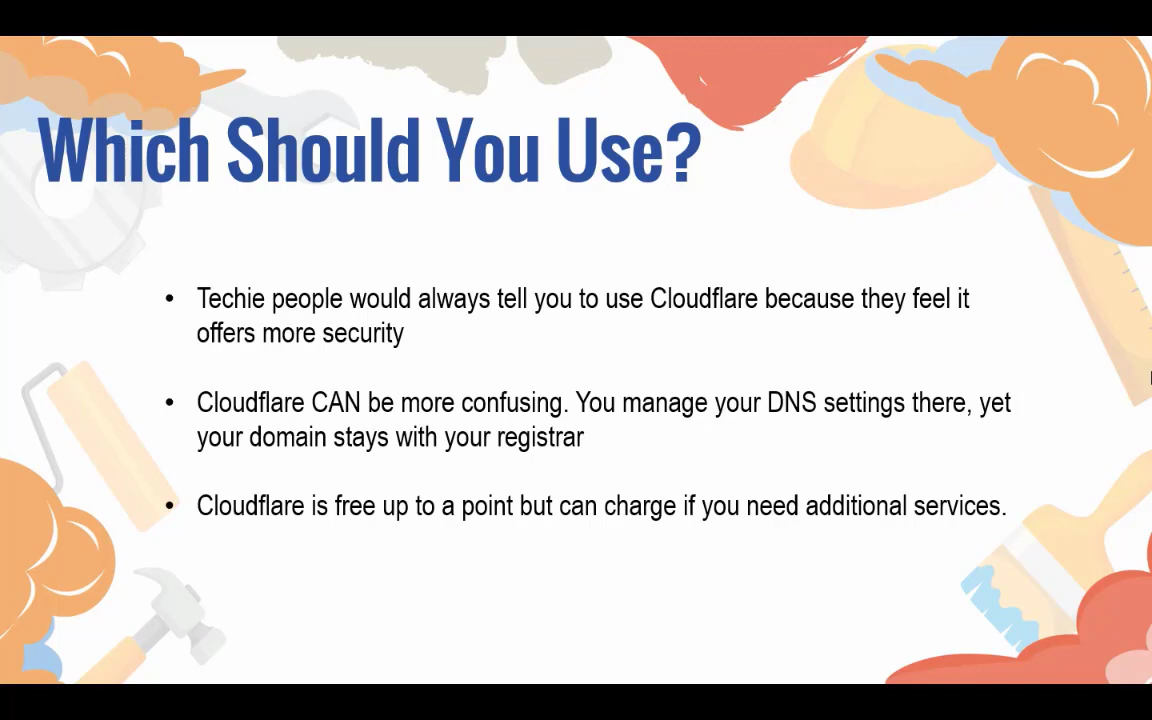 Which Should You Use?
• Techie people would always tell you to use Cloudflare because they feel it
offers more security
• Cloudflare CAN be more confusing. You manage your DNS settings there, yet
your domain stays with your registrar
• Cloudflare is free up to a point but can charge if you need additional services.